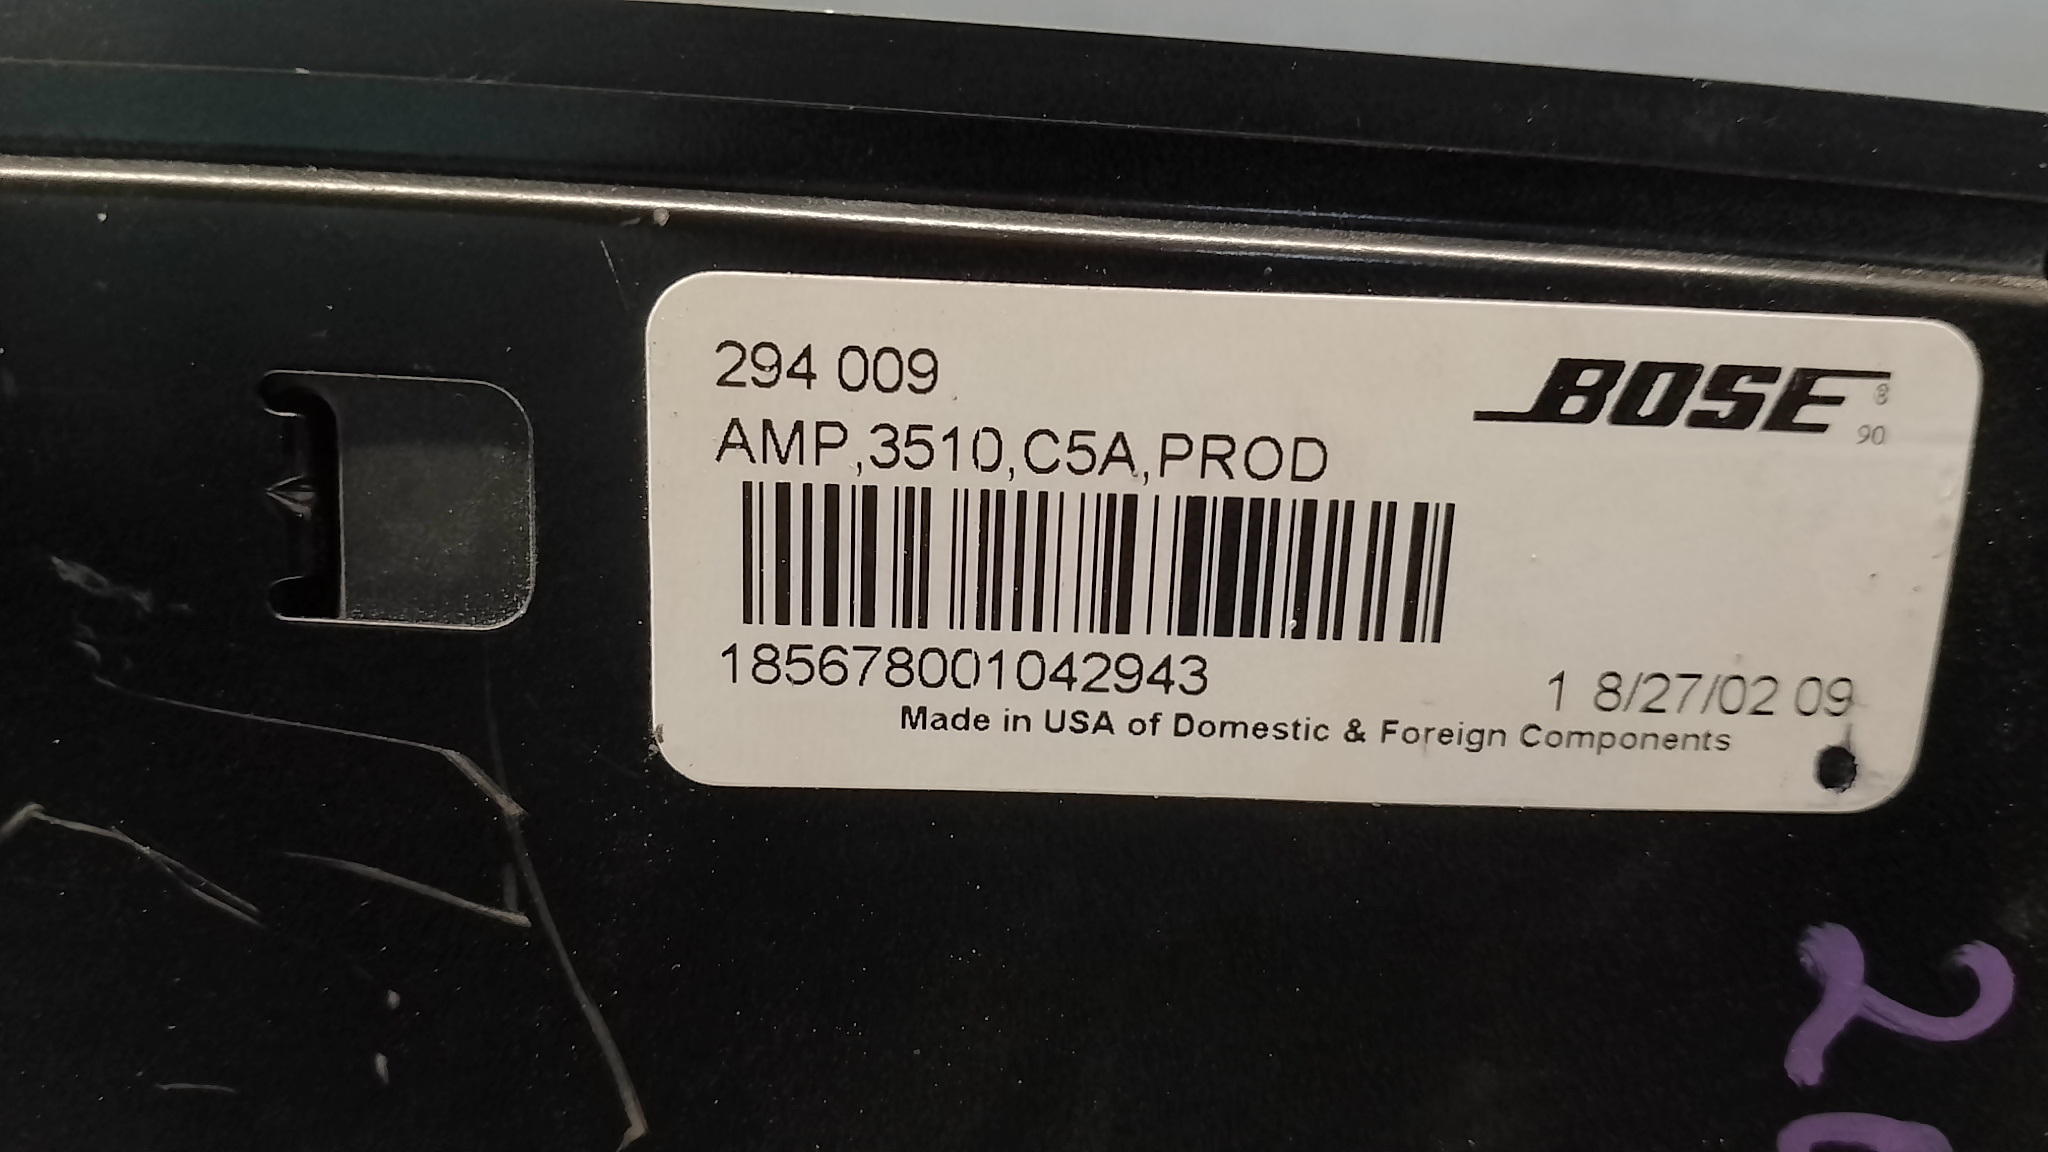 294 009
BOSE®
90
AMP,3510,C5A,PROD
185678001042943
1 8/27/02 09
Made in USA of Domestic & Foreign Components